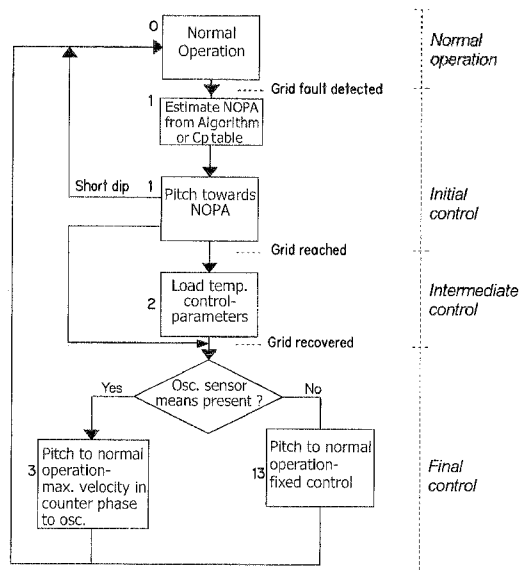 0
Normal
Operation
Normal
operation
Grid fault detected
1
Estimate NOPA
from Algorithm
or Cp table
Short dip
1
Pitch towards
NOPA
Initial
control
Grid reached
2
Load temp.
control-
parameters
Intermediate
control
Grid recovered
Osc. sensor
means present ?
Yes
No
3
Pitch to normal
operation-
max. velocity in
counter phase
to osc.
13
Pitch to normal
operation-
fixed control
Final
control